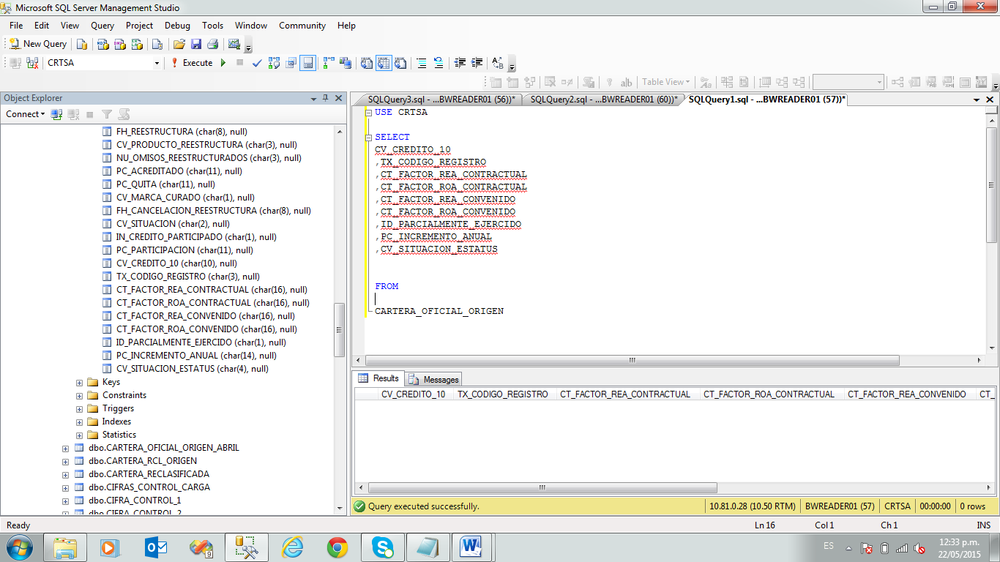 Microsoft SQL Server Management Studio
File Edit View Query Project Debug Tools Window Community Help
New Query
CRTSA Execute
Table View
Object Explorer
Connect
FH_REESTRUCTURA (char(8), null)
CV_PRODUCTO_REESTRUCTURA (char(3), null)
NU_OMISOS_REESTRUCTURADOS (char(3), null)
PC_ACREDITADO (char(11), null)
PC_QUITA (char(11), null)
CV_MARCA_CURADO (char(1), null)
FH_CANCELACION_REESTRUCTURA (char(8), null)
CV_SITUACION (char(2), null)
IN_CREDITO_PARTICIPADO (char(1), null)
PC_PARTICIPACION (char(11), null)
CV_CREDITO_10 (char(10), null)
TX_CODIGO_REGISTRO (char(3), null)
CT_FACTOR_REA_CONTRACTUAL (char(16), null)
CT_FACTOR_ROA_CONTRACTUAL (char(16), null)
CT_FACTOR_REA_CONVENIDO (char(16), null)
CT_FACTOR_ROA_CONVENIDO (char(16), null)
ID_PARCIALMENTE_EJERCIDO (char(1), null)
PC_INCREMENTO_ANUAL (char(14), null)
CV_SITUACION_ESTATUS (char(4), null)
Keys
Constraints
Triggers
Indexes
Statistics
dbo.CARTERA_OFICIAL_ORIGEN_ABRIL
dbo.CARTERA_RCL_ORIGEN
dbo.CARTERA_RECLASIFICADA
dbo.CIFRAS_CONTROL_CARGA
dbo.CIFRA_CONTROL_1
dbo.CIFRA_CONTROL_2
SQLQuery3.sql - ...BWREADER01 (56))* SQLQuery2.sql - ...BWREADER01 (60))* SQLQuery1.sql - ...BWREADER01 (57))*
USE CRTSA
SELECT
CV_CREDITO_10
,TX_CODIGO_REGISTRO
,CT_FACTOR_REA_CONTRACTUAL
,CT_FACTOR_ROA_CONTRACTUAL
,CT_FACTOR_REA_CONVENIDO
,CT_FACTOR_ROA_CONVENIDO
,ID_PARCIALMENTE_EJERCIDO
,PC_INCREMENTO_ANUAL
,CV_SITUACION_ESTATUS
FROM
CARTERA_OFICIAL_ORIGEN
Results Messages
CV_CREDITO_10 TX_CODIGO_REGISTRO CT_FACTOR_REA_CONTRACTUAL CT_FACTOR_ROA_CONTRACTUAL CT_FACTOR_REA_CONVENIDO CT_
Query executed successfully. 10.81.0.28 (10.50 RTM) BWREADER01 (57) CRTSA 00:00:00 0 rows
Ready Ln 16 Col 1 Ch 1 INS
ES 12:33 p.m.
22/05/2015